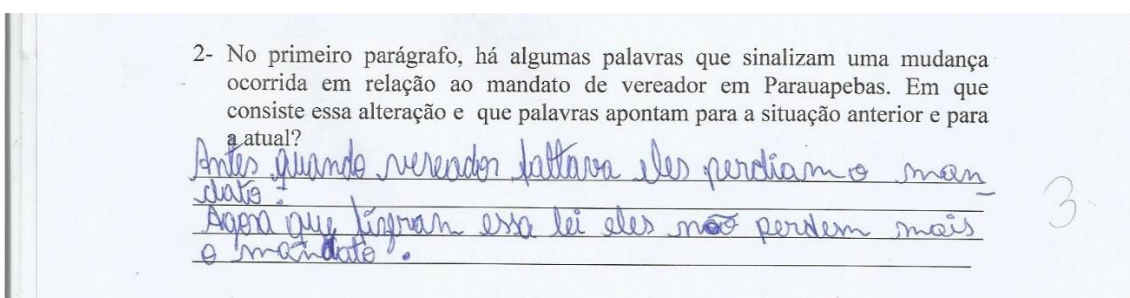 2- No primeiro parágrafo, há algumas palavras que sinalizam uma mudança
ocorrida em relação ao mandato de vereador em Parauapebas. Em que
consiste essa alteração e que palavras apontam para a situação anterior e para
a atual?
Antes quando vereador faltava eles perdiam o man
dato.
Agora que essa lei eles não perdem mais
o mandato.
3